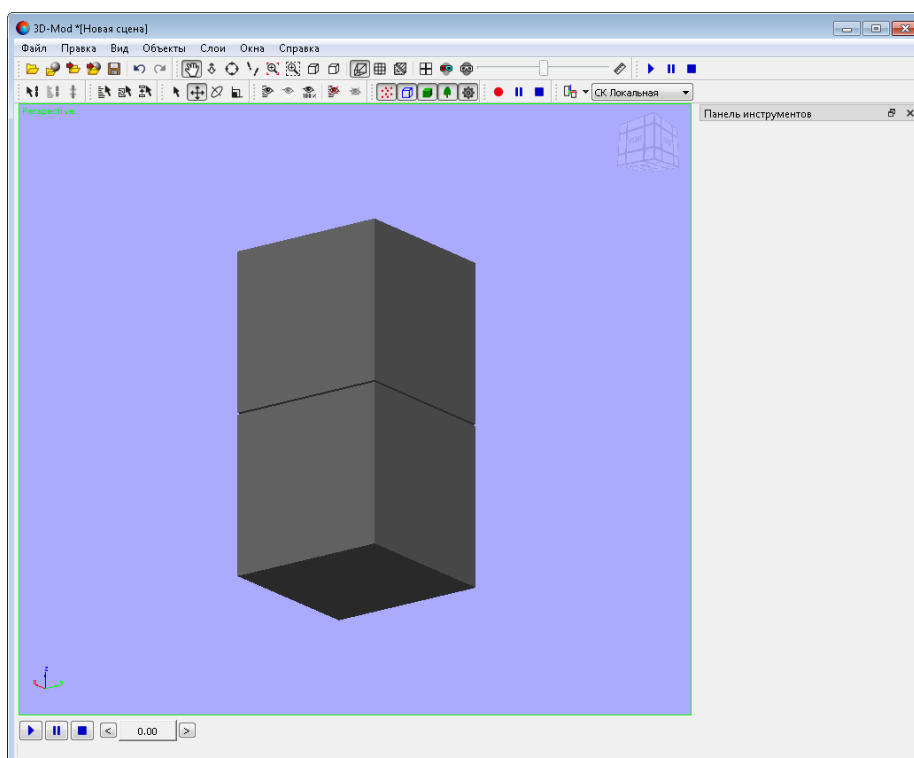 3D-Mod *[Новая сцена]
Файл Правка Вид Объекты Слои Окна Справка
СК Локальная
Perspective
Панель инструментов
z
< 0.00 >